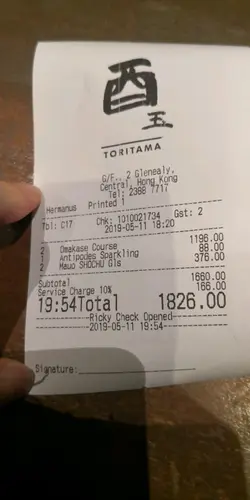 酉
玉
TORITAMA
G/F., 2 Glenealy,
Central, Hong Kong
Tel: 2388 7717
Hermanus Printed 1
Tbl: C17 Chk: 1010021734 Gst: 2
2019-05-11 18:20
2 Omakase Course 1196.00
1 Antipodes Sparkling 88.00
2 Mauo SHOCHU Gls 376.00
Subtotal 1660.00
Service Charge 10% 166.00
19:54Total 1826.00
Ricky Check Opened
2019-05-11 19:54
Signature: